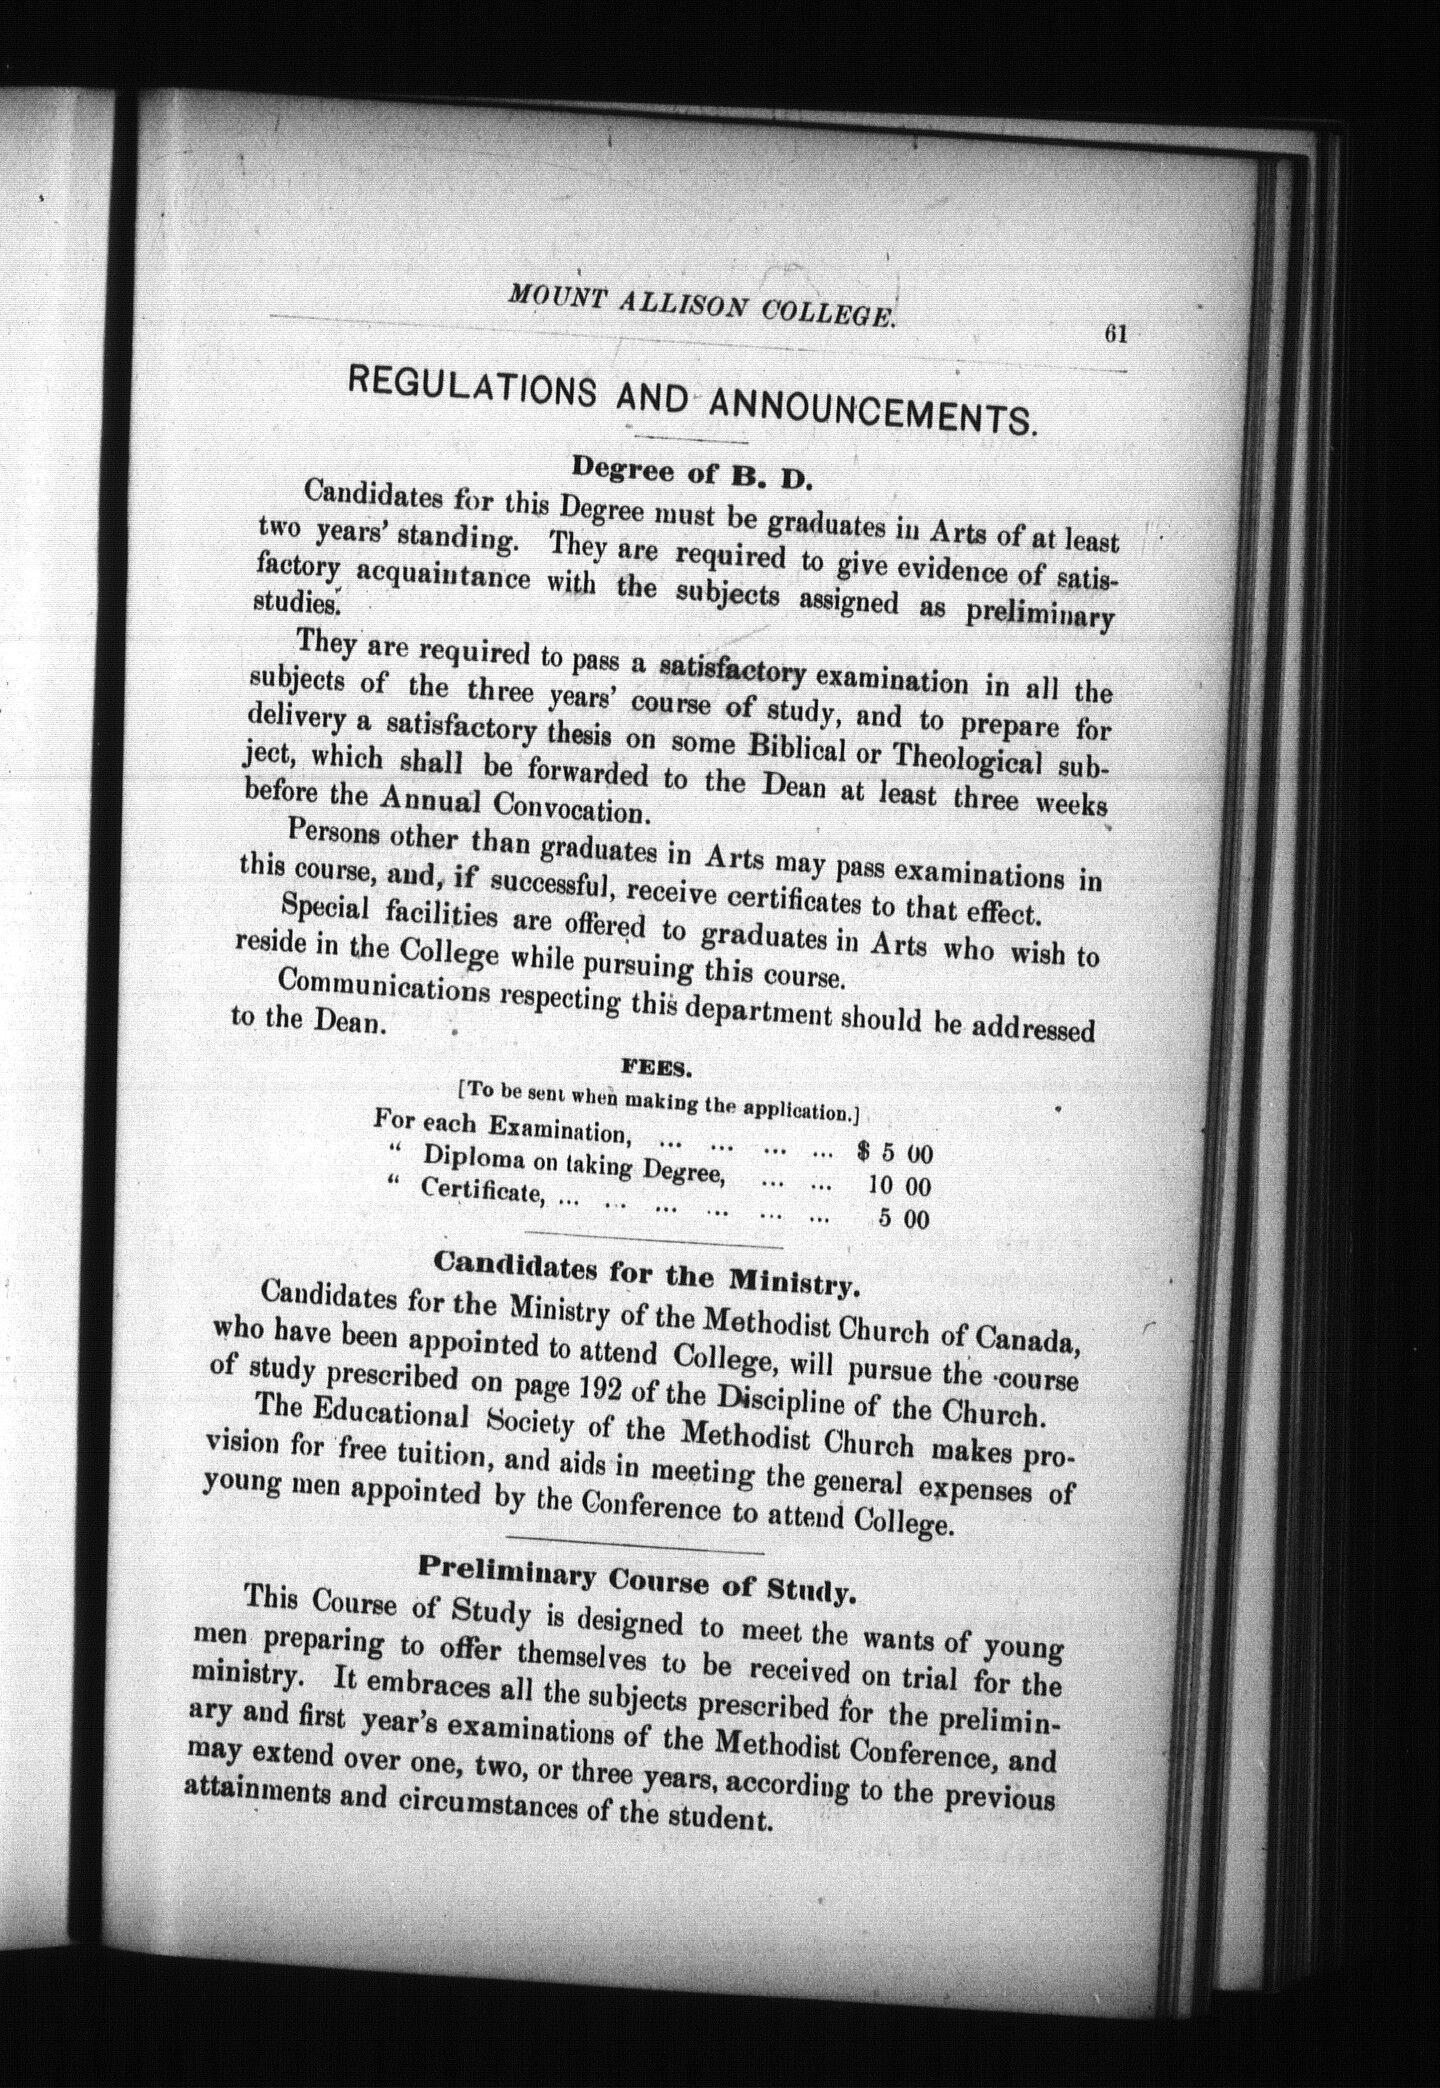 MOUNT ALLISON COLLEGE.
61
REGULATIONS AND ANNOUNCEMENTS.
Degree of B. D.
Candidates for this Degree must be graduates in Arts of at least
two years' standing. They are required to give evidence of satis-
factory acquaintance with the subjects assigned as preliminary
studies.
They are required to pass a satisfactory examination in all the
subjects of the three years' course of study, and to prepare for
delivery a satisfactory thesis on some Biblical or Theological sub-
ject, which shall be forwarded to the Dean at least three weeks
before the Annual Convocation.
Persons other than graduates in Arts may pass examinations in
this course, and, if successful, receive certificates to that effect.
Special facilities are offered to graduates in Arts who wish to
reside in the College while pursuing this course.
Communications respecting this department should be addressed
to the Dean.
FEES.
[To be sent when making the application.]
For each Examination, ... ... ... ... $ 5 00
“ Diploma on taking Degree, ... ... 10 00
“ Certificate, ... ... ... ... ... ... 5 00
Candidates for the Ministry.
Candidates for the Ministry of the Methodist Church of Canada,
who have been appointed to attend College, will pursue the course
of study prescribed on page 192 of the Discipline of the Church.
The Educational Society of the Methodist Church makes pro-
vision for free tuition, and aids in meeting the general expenses of
young men appointed by the Conference to attend College.
Preliminary Course of Study.
This Course of Study is designed to meet the wants of young
men preparing to offer themselves to be received on trial for the
ministry. It embraces all the subjects prescribed for the prelimin-
ary and first year's examinations of the Methodist Conference, and
may extend over one, two, or three years, according to the previous
attainments and circumstances of the student.